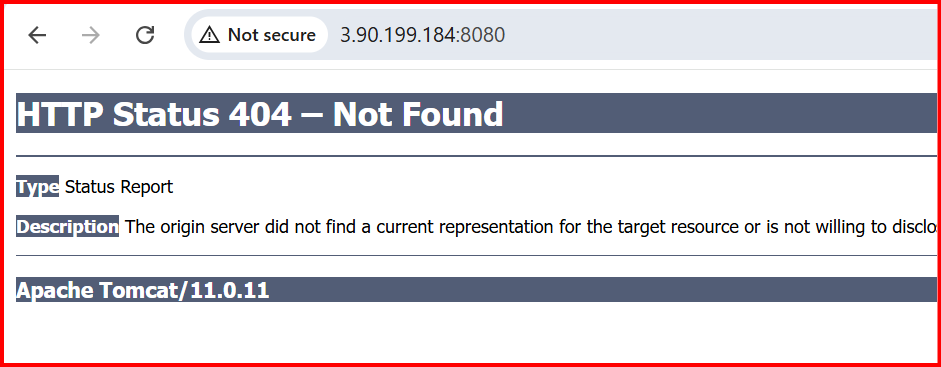 Not secure 3.90.199.184:8080
HTTP Status 404 – Not Found
Type Status Report
Description The origin server did not find a current representation for the target resource or is not willing to disclo
Apache Tomcat/11.0.11